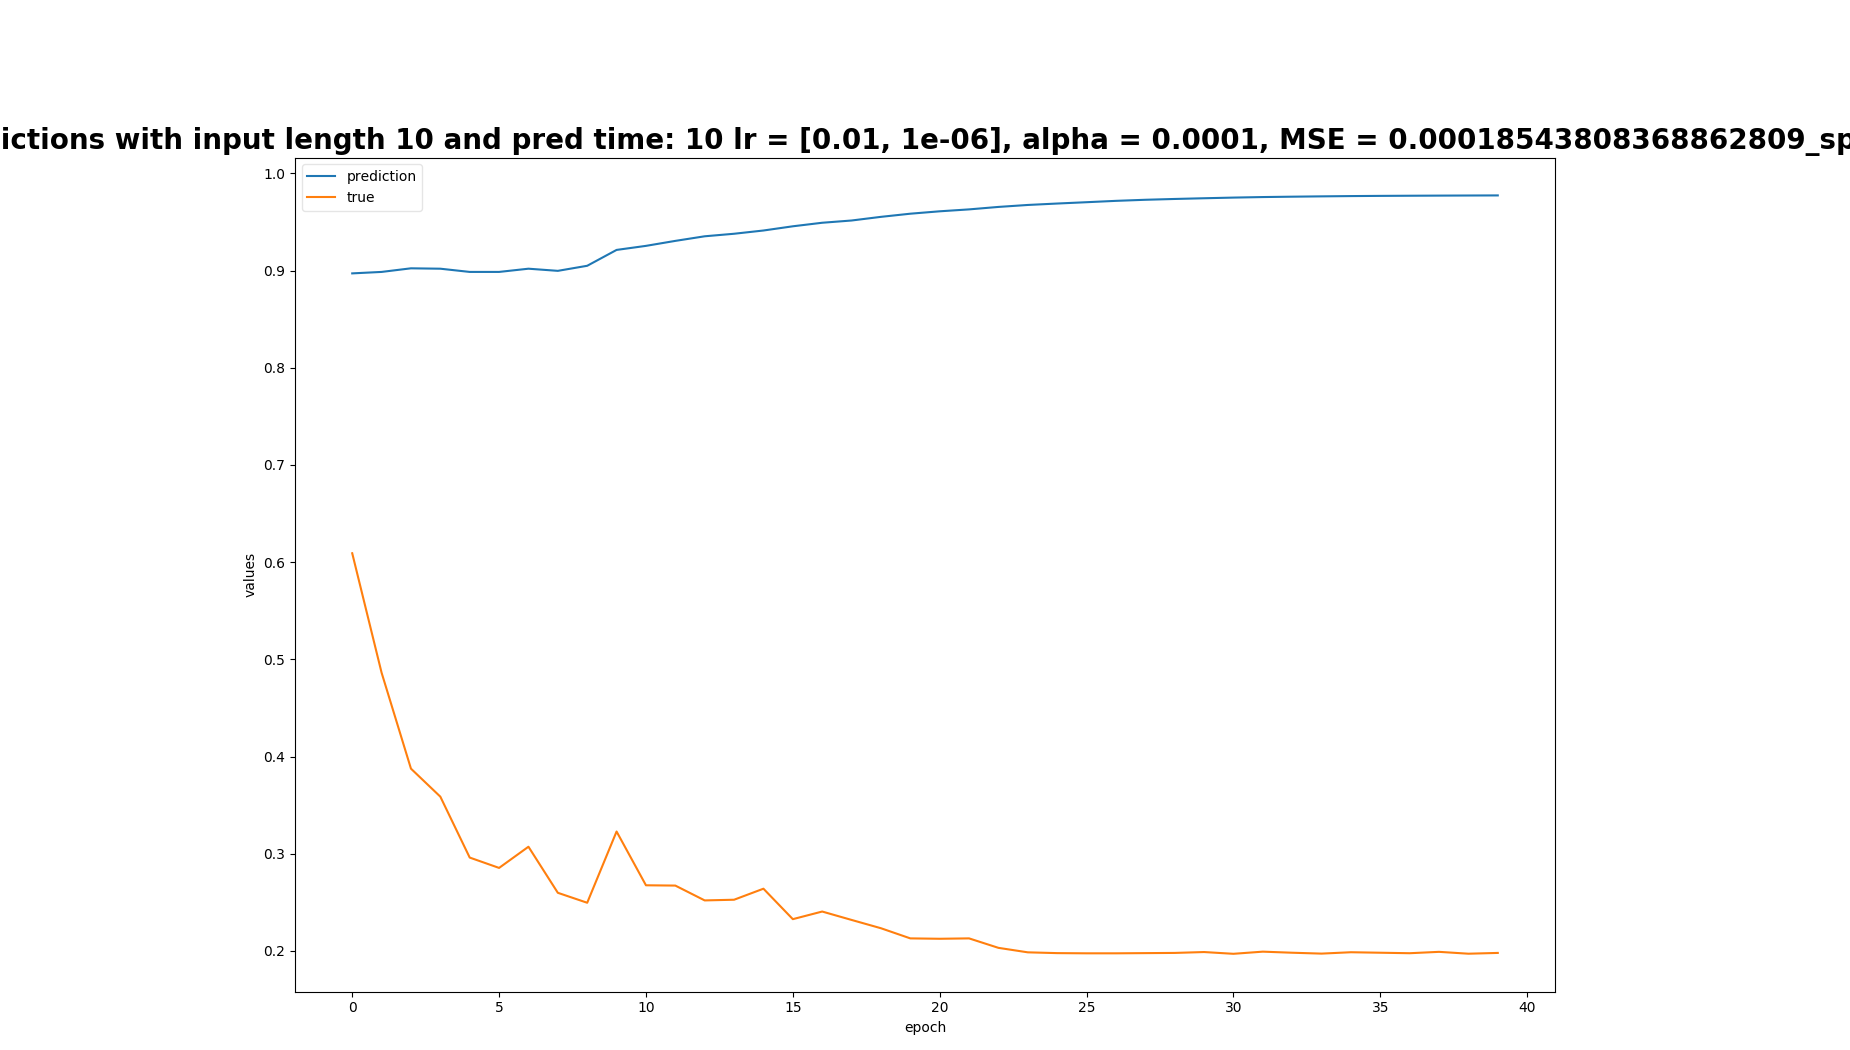 ictions with input length 10 and pred time: 10 lr = [0.01, 1e-06], alpha = 0.0001, MSE = 0.00018543808368862809_sp
prediction
true
1.0
0.9
0.8
0.7
0.6
0.5
0.4
0.3
0.2
values
0 5 10 15 20 25 30 35 40
epoch